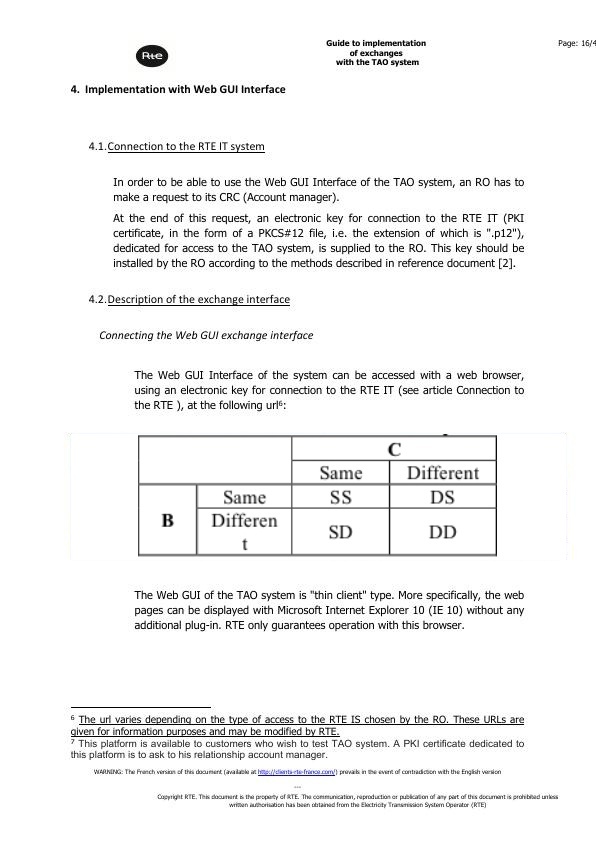 Rte
Guide to implementation
of exchanges
with the TAO system
Page: 16/4
4. Implementation with Web GUI Interface
4.1.Connection to the RTE IT system
In order to be able to use the Web GUI Interface of the TAO system, an RO has to
make a request to its CRC (Account manager).
At the end of this request, an electronic key for connection to the RTE IT (PKI
certificate, in the form of a PKCS#12 file, i.e. the extension of which is ".p12"),
dedicated for access to the TAO system, is supplied to the RO. This key should be
installed by the RO according to the methods described in reference document [2].
4.2.Description of the exchange interface
Connecting the Web GUI exchange interface
The Web GUI Interface of the system can be accessed with a web browser,
using an electronic key for connection to the RTE IT (see article Connection to
the RTE ), at the following url⁶:
C
Same Different
B Same SS DS
Differen
t SD DD
The Web GUI of the TAO system is "thin client" type. More specifically, the web
pages can be displayed with Microsoft Internet Explorer 10 (IE 10) without any
additional plug-in. RTE only guarantees operation with this browser.
⁶ The url varies depending on the type of access to the RTE IS chosen by the RO. These URLs are
given for information purposes and may be modified by RTE.
⁷ This platform is available to customers who wish to test TAO system. A PKI certificate dedicated to
this platform is to ask to his relationship account manager.
WARNING: The French version of this document (available at http://clients-rte-france.com/) prevails in the event of contradiction with the English version
---
Copyright RTE. This document is the property of RTE. The communication, reproduction or publication of any part of this document is prohibited unless
written authorisation has been obtained from the Electricity Transmission System Operator (RTE)